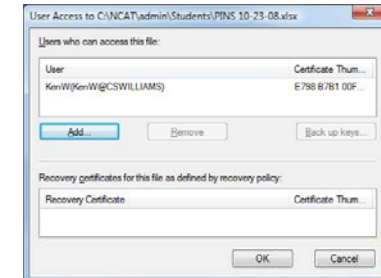 User Access to C:\NCAT\admin\Students\PINS 10-23-08.xlsx
Users who can access this file:
User Certificate Thum...
KenW(KenW@CSWILLIAMS) E798 B7B1 00F...
Add... Remove Back up keys...
Recovery certificates for this file as defined by recovery policy:
Recovery Certificate Certificate Thum...
OK Cancel